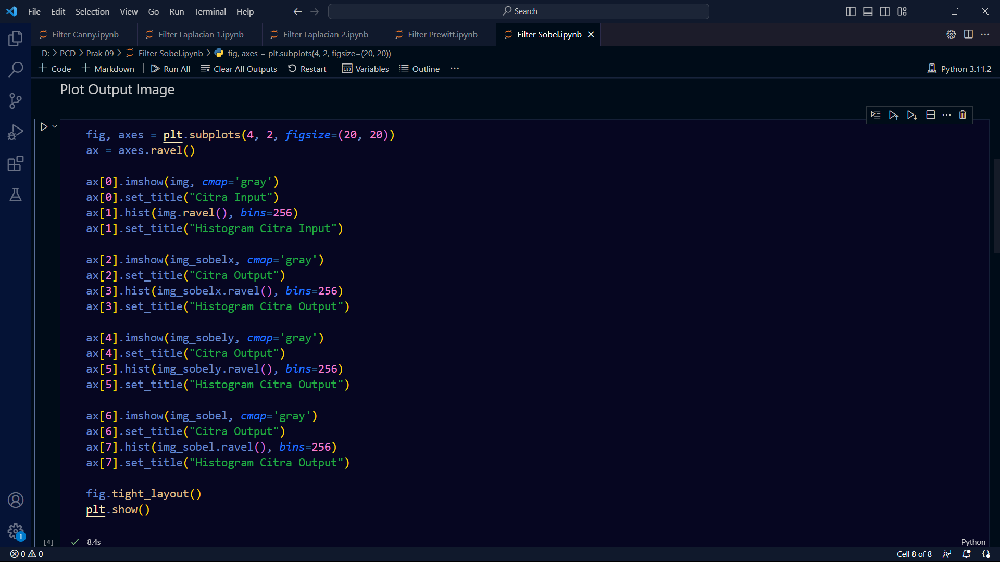 File Edit Selection View Go Run Terminal Help Search
Filter Canny.ipynb Filter Laplacian 1.ipynb Filter Laplacian 2.ipynb Filter Prewitt.ipynb Filter Sobel.ipynb
D: > PCD > Prak 09 > Filter Sobel.ipynb > fig, axes = plt.subplots(4, 2, figsize=(20, 20))
+ Code + Markdown | Run All Clear All Outputs Restart | Variables Outline ··· Python 3.11.2
Plot Output Image
fig, axes = plt.subplots(4, 2, figsize=(20, 20))
ax = axes.ravel()
ax[0].imshow(img, cmap='gray')
ax[0].set_title("Citra Input")
ax[1].hist(img.ravel(), bins=256)
ax[1].set_title("Histogram Citra Input")
ax[2].imshow(img_sobelx, cmap='gray')
ax[2].set_title("Citra Output")
ax[3].hist(img_sobelx.ravel(), bins=256)
ax[3].set_title("Histogram Citra Output")
ax[4].imshow(img_sobely, cmap='gray')
ax[4].set_title("Citra Output")
ax[5].hist(img_sobely.ravel(), bins=256)
ax[5].set_title("Histogram Citra Output")
ax[6].imshow(img_sobel, cmap='gray')
ax[6].set_title("Citra Output")
ax[7].hist(img_sobel.ravel(), bins=256)
ax[7].set_title("Histogram Citra Output")
fig.tight_layout()
plt.show()
1
[4] 8.4s Python
0 0 Cell 8 of 8